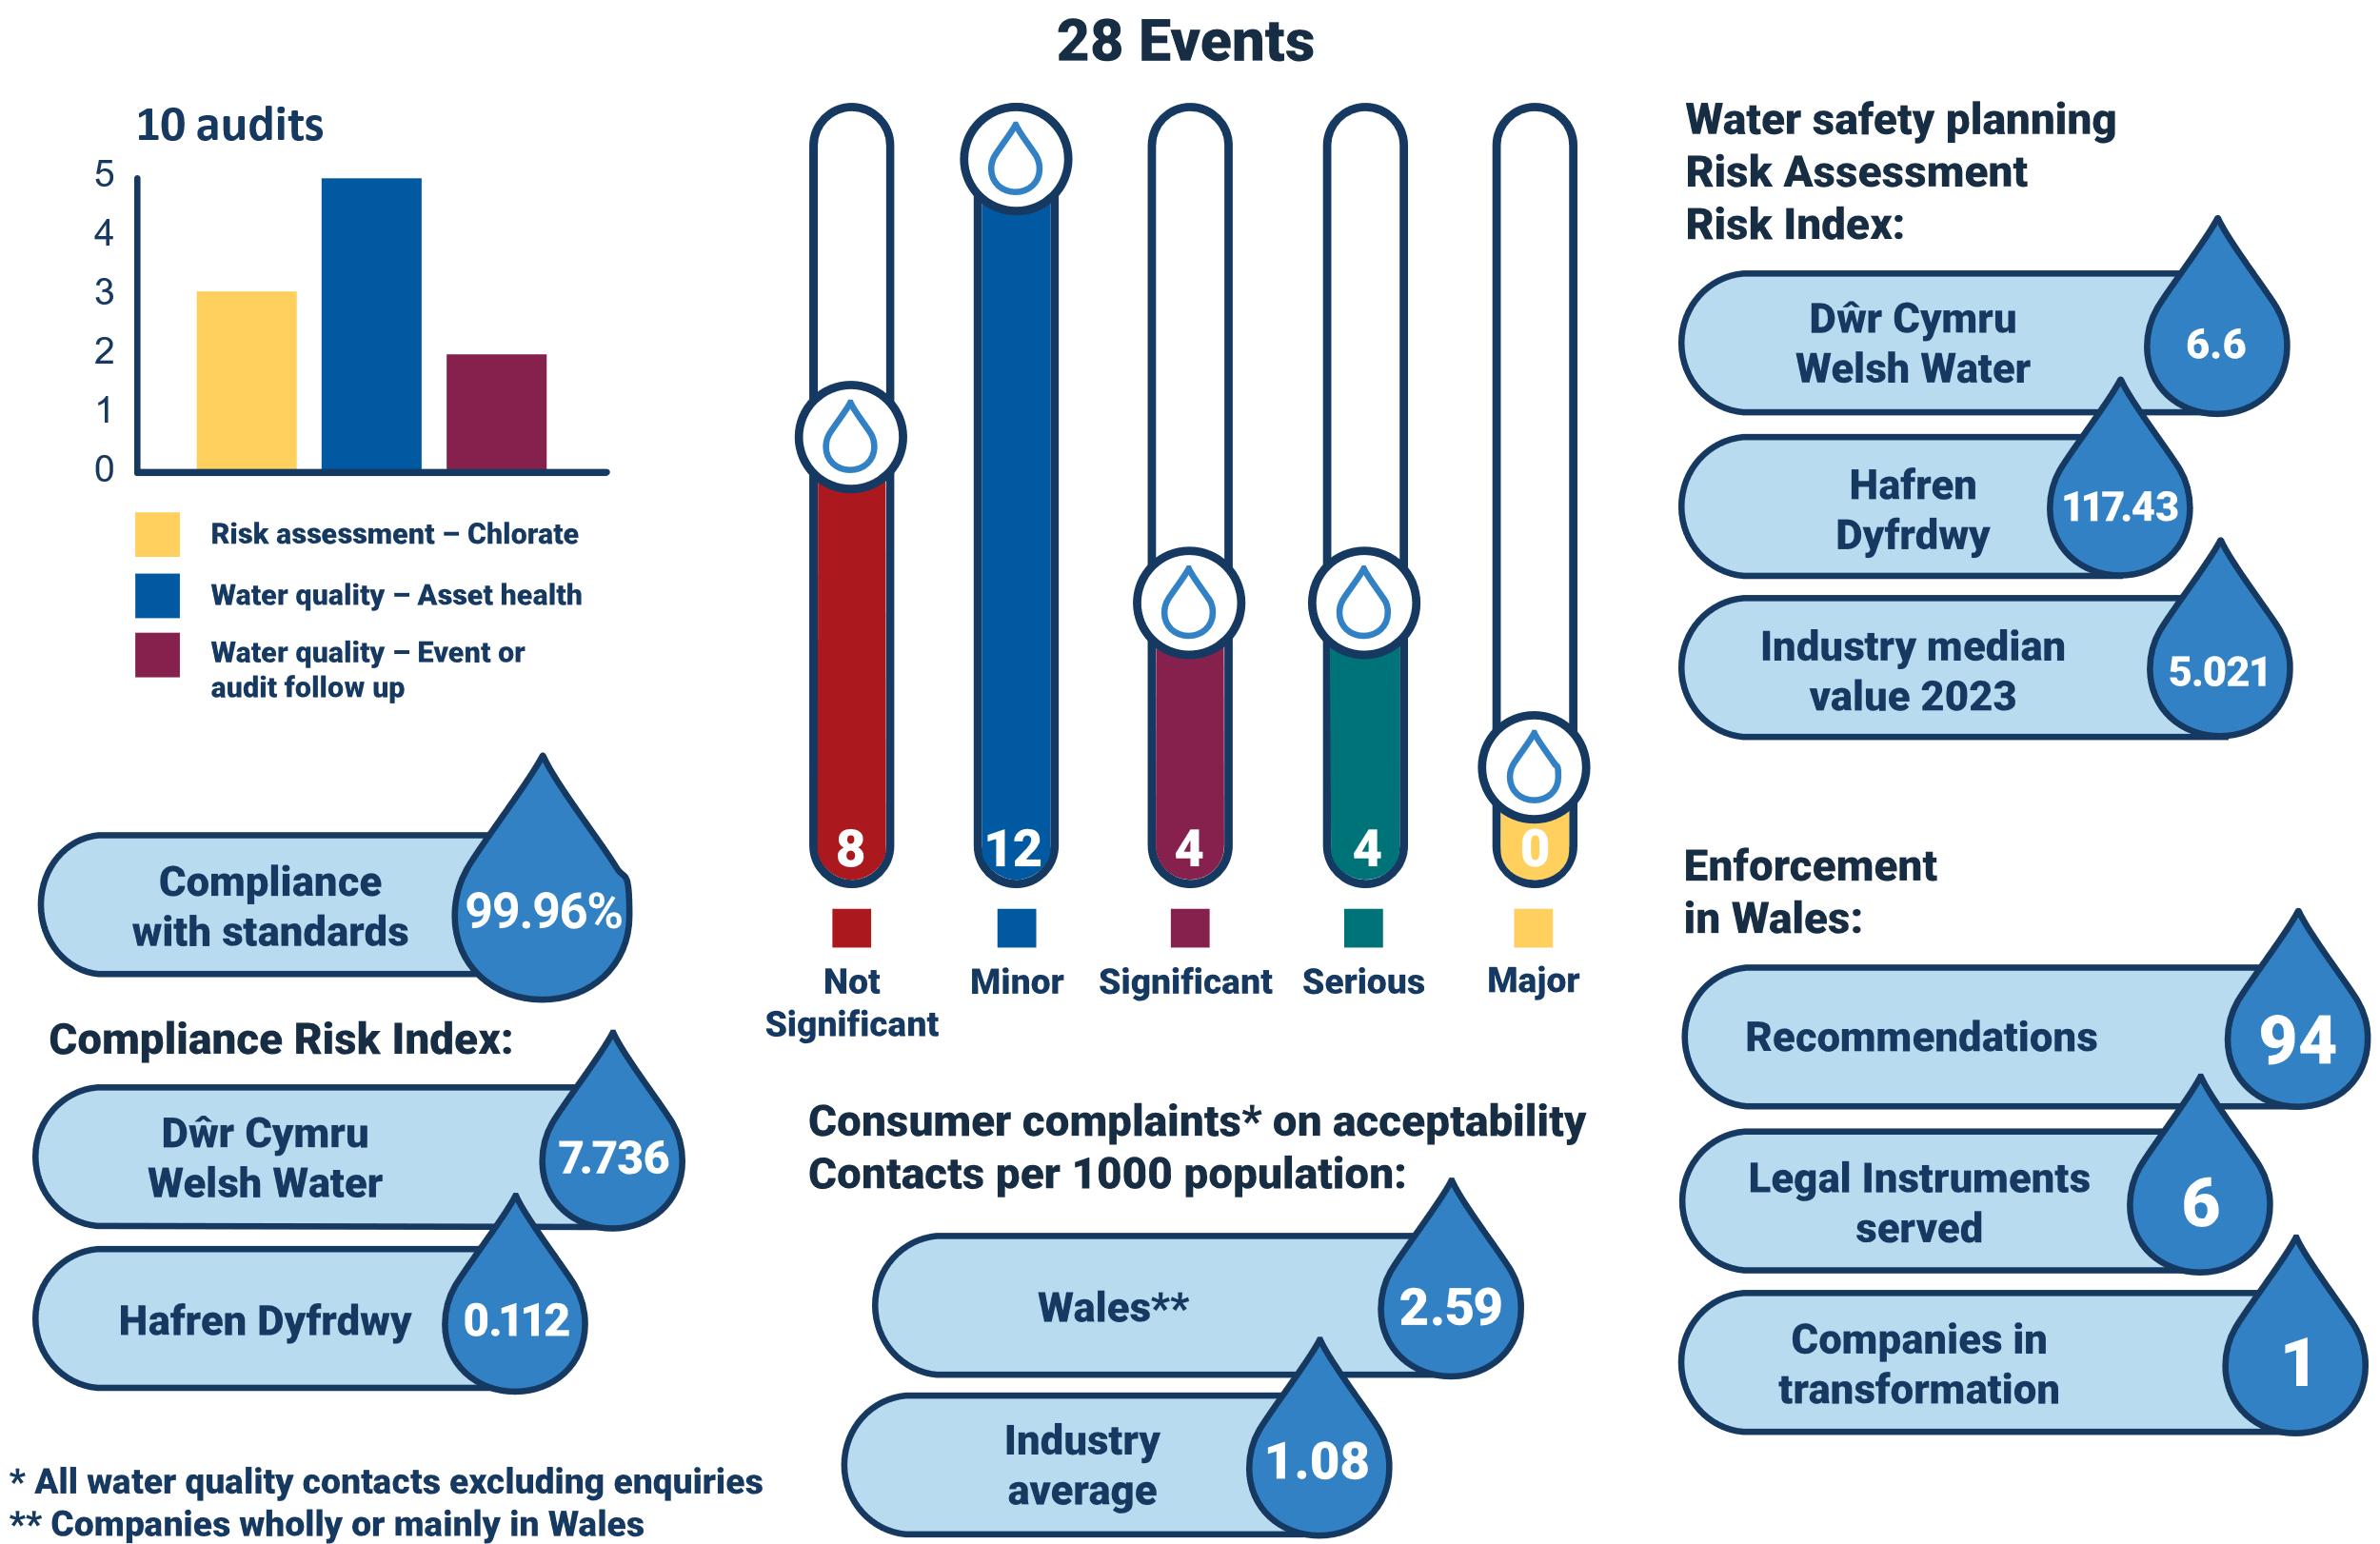 28 Events
10 audits
5
4
3
2
1
0
Risk assessment – Chlorate
Water quality – Asset health
Water quality – Event or
audit follow up
Compliance
with standards
99.96%
Compliance Risk Index:
Dŵr Cymru
Welsh Water
7.736
Hafren Dyfrdwy
0.112
* All water quality contacts excluding enquiries
** Companies wholly or mainly in Wales
8
12
4
4
0
Not
Significant
Minor
Significant
Serious
Major
Consumer complaints* on acceptability
Contacts per 1000 population:
Wales**
2.59
Industry
average
1.08
Water safety planning
Risk Assessment
Risk Index:
Dŵr Cymru
Welsh Water
6.6
Hafren
Dyfrdwy
117.43
Industry median
value 2023
5.021
Enforcement
in Wales:
Recommendations
94
Legal Instruments
served
6
Companies in
transformation
1